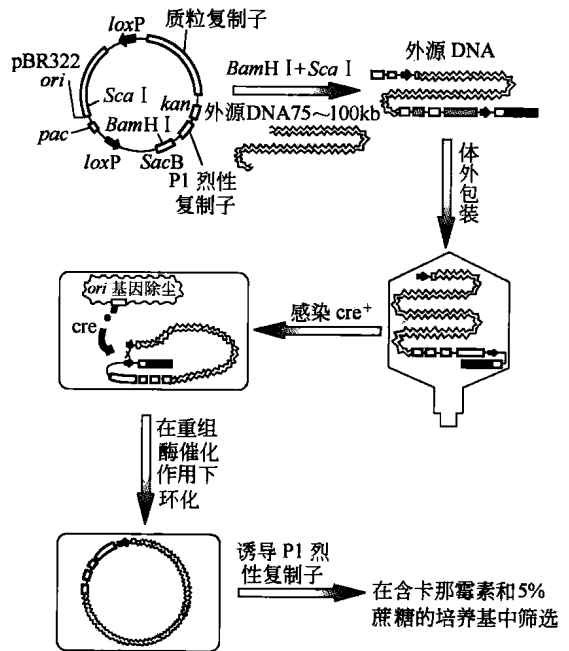 loxP
质粒复制子
pBR322
ori
Sca I
pac
BamH I
kan
loxP
SacB
P1 烈性
复制子
BamH I+Sca I
外源DNA75～100kb
外源 DNA
体外包装
感染 cre+
ori 基因除尘
cre
在重组
酶催化
作用下
环化
诱导 P1 烈
性复制子
在含卡那霉素和5%
蔗糖的培养基中筛选